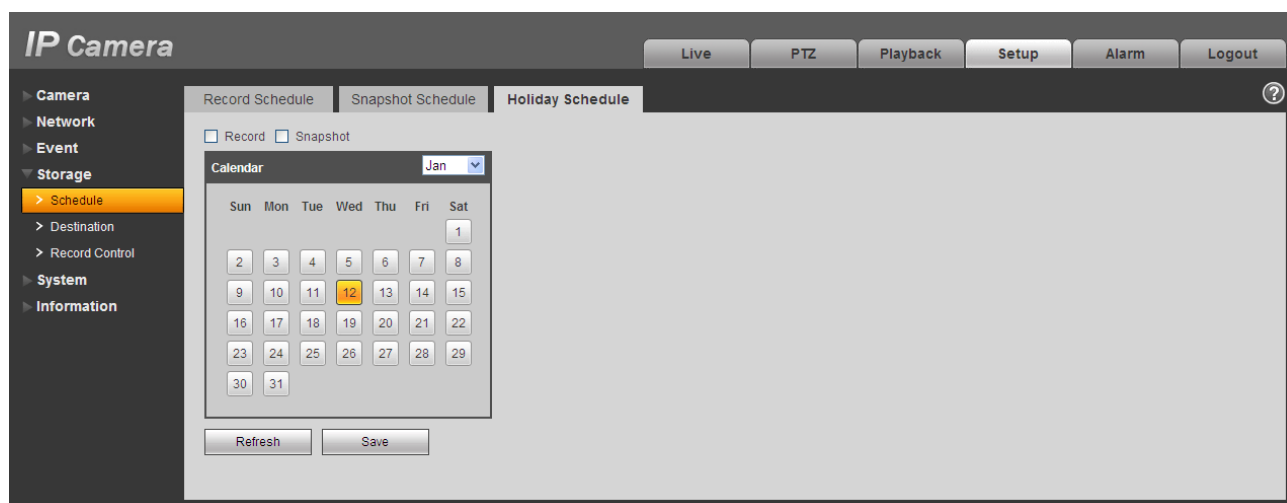 IP Camera
Live PTZ Playback Setup Alarm Logout
Camera
Network
Event
Storage
> Schedule
> Destination
> Record Control
System
Information
Record Schedule Snapshot Schedule Holiday Schedule
?
Record Snapshot
Calendar Jan
Sun Mon Tue Wed Thu Fri Sat
1
2 3 4 5 6 7 8
9 10 11 12 13 14 15
16 17 18 19 20 21 22
23 24 25 26 27 28 29
30 31
Refresh Save